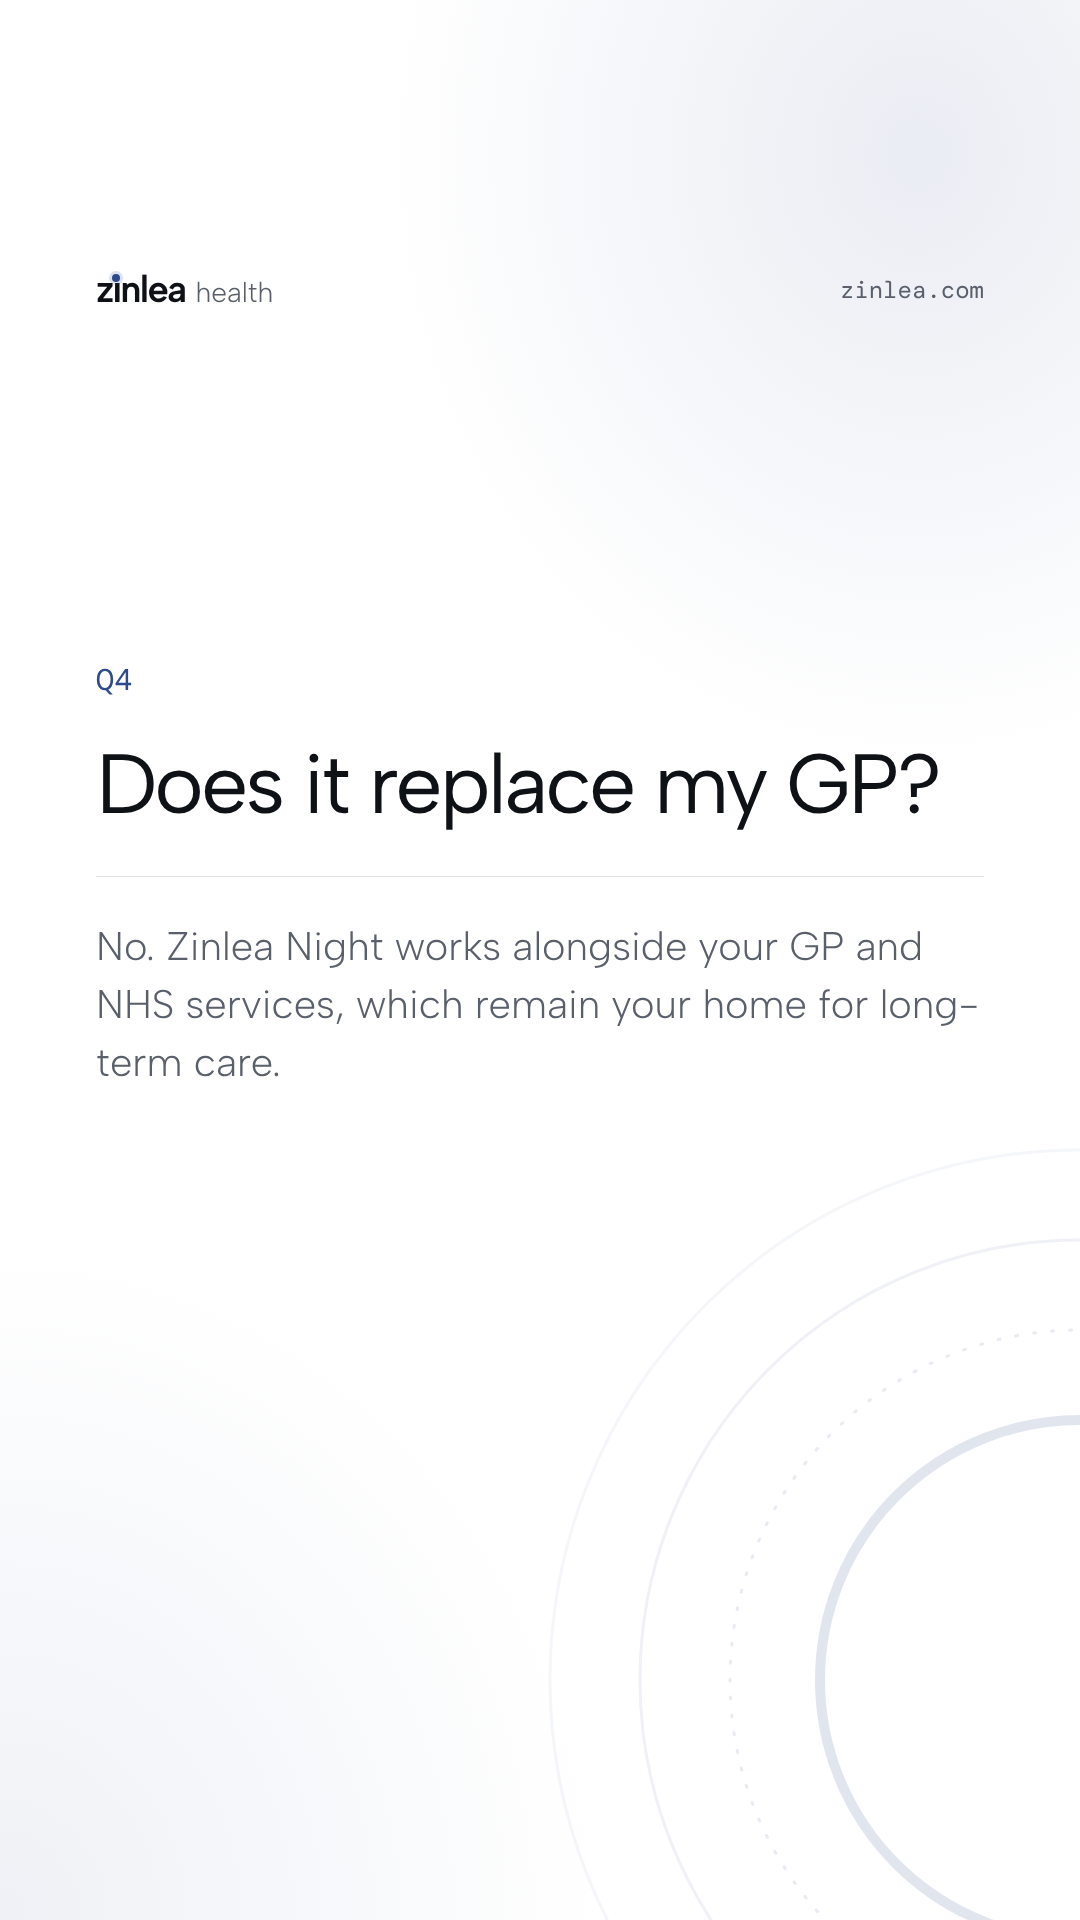 zinlea health
zinlea.com
Q4
Does it replace my GP?
No. Zinlea Night works alongside your GP and
NHS services, which remain your home for long-
term care.